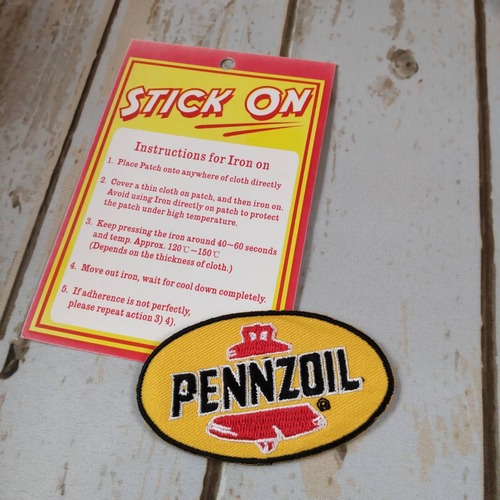 STICK ON
Instructions for Iron on
1. Place Patch onto anywhere of cloth directly
2. Cover a thin cloth on patch, and then iron on.
Avoid using Iron directly on patch to protect
the patch under high temperature.
3. Keep pressing the iron around 40~60 seconds
and temp. Approx. 120℃~150℃
(Depends on the thickness of cloth.)
4. Move out iron, wait for cool down completely.
5. If adherence is not perfectly,
please repeat action 3) 4).
PENNZOIL
®